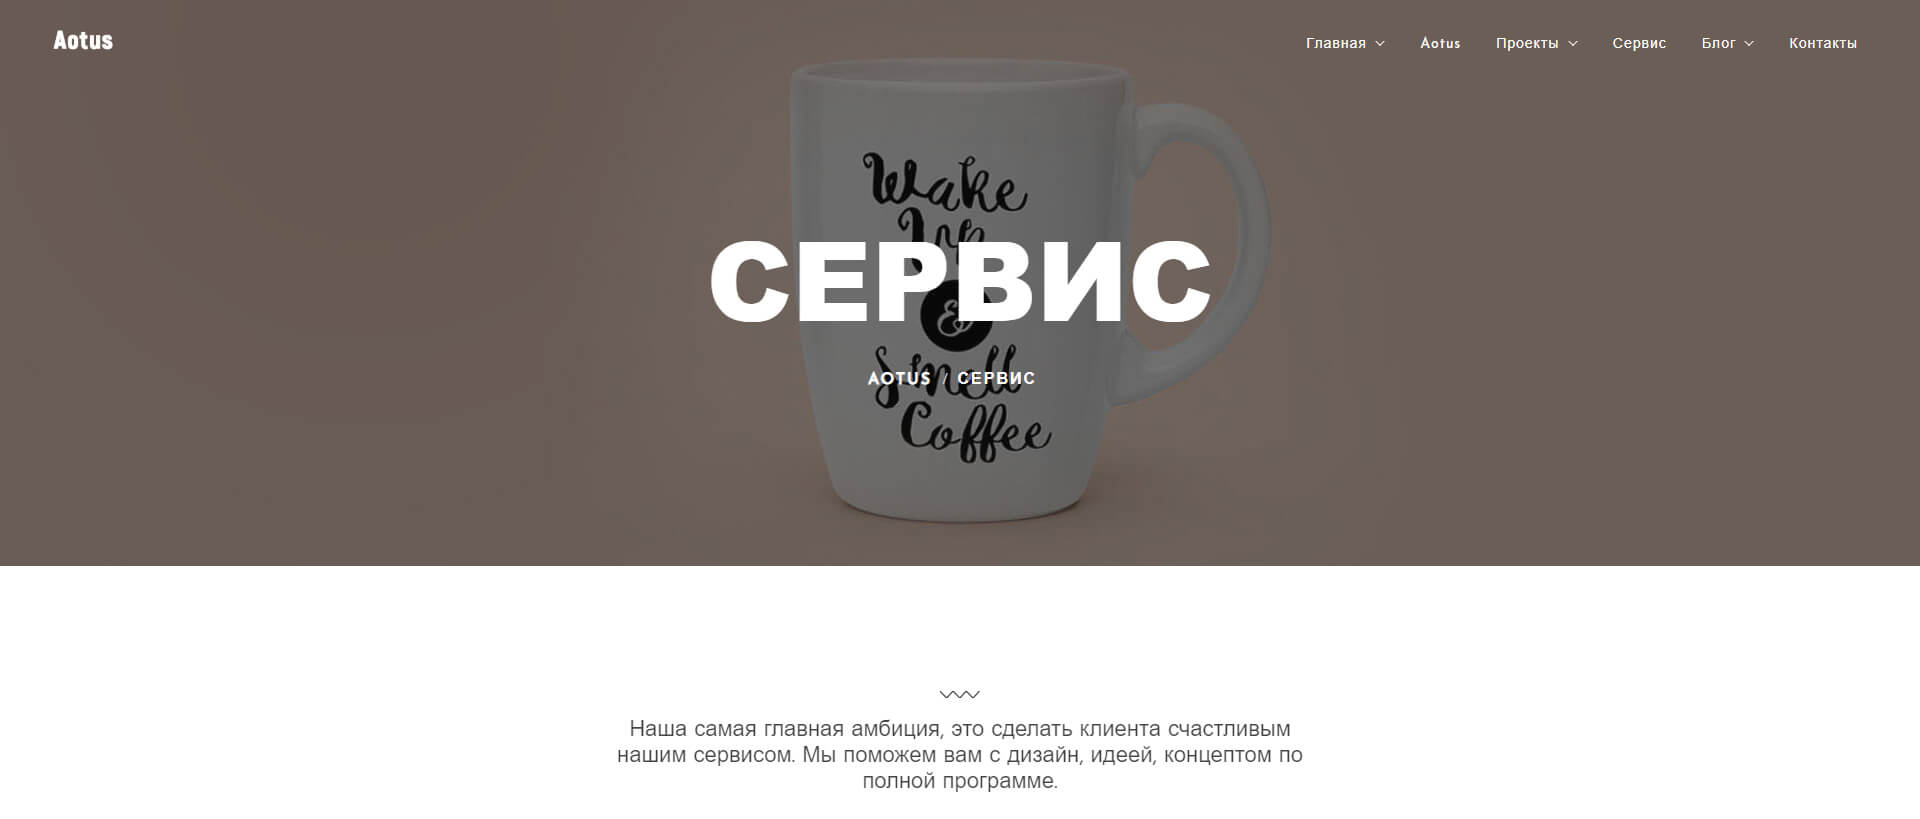 Aotus
Главная Aotus Проекты Сервис Блог Контакты
Wake
Up
СЕРВИС
&
Smell
AOTUS / СЕРВИС
Coffee
Наша самая главная амбиция, это сделать клиента счастливым
нашим сервисом. Мы поможем вам с дизайн, идеей, концептом по
полной программе.